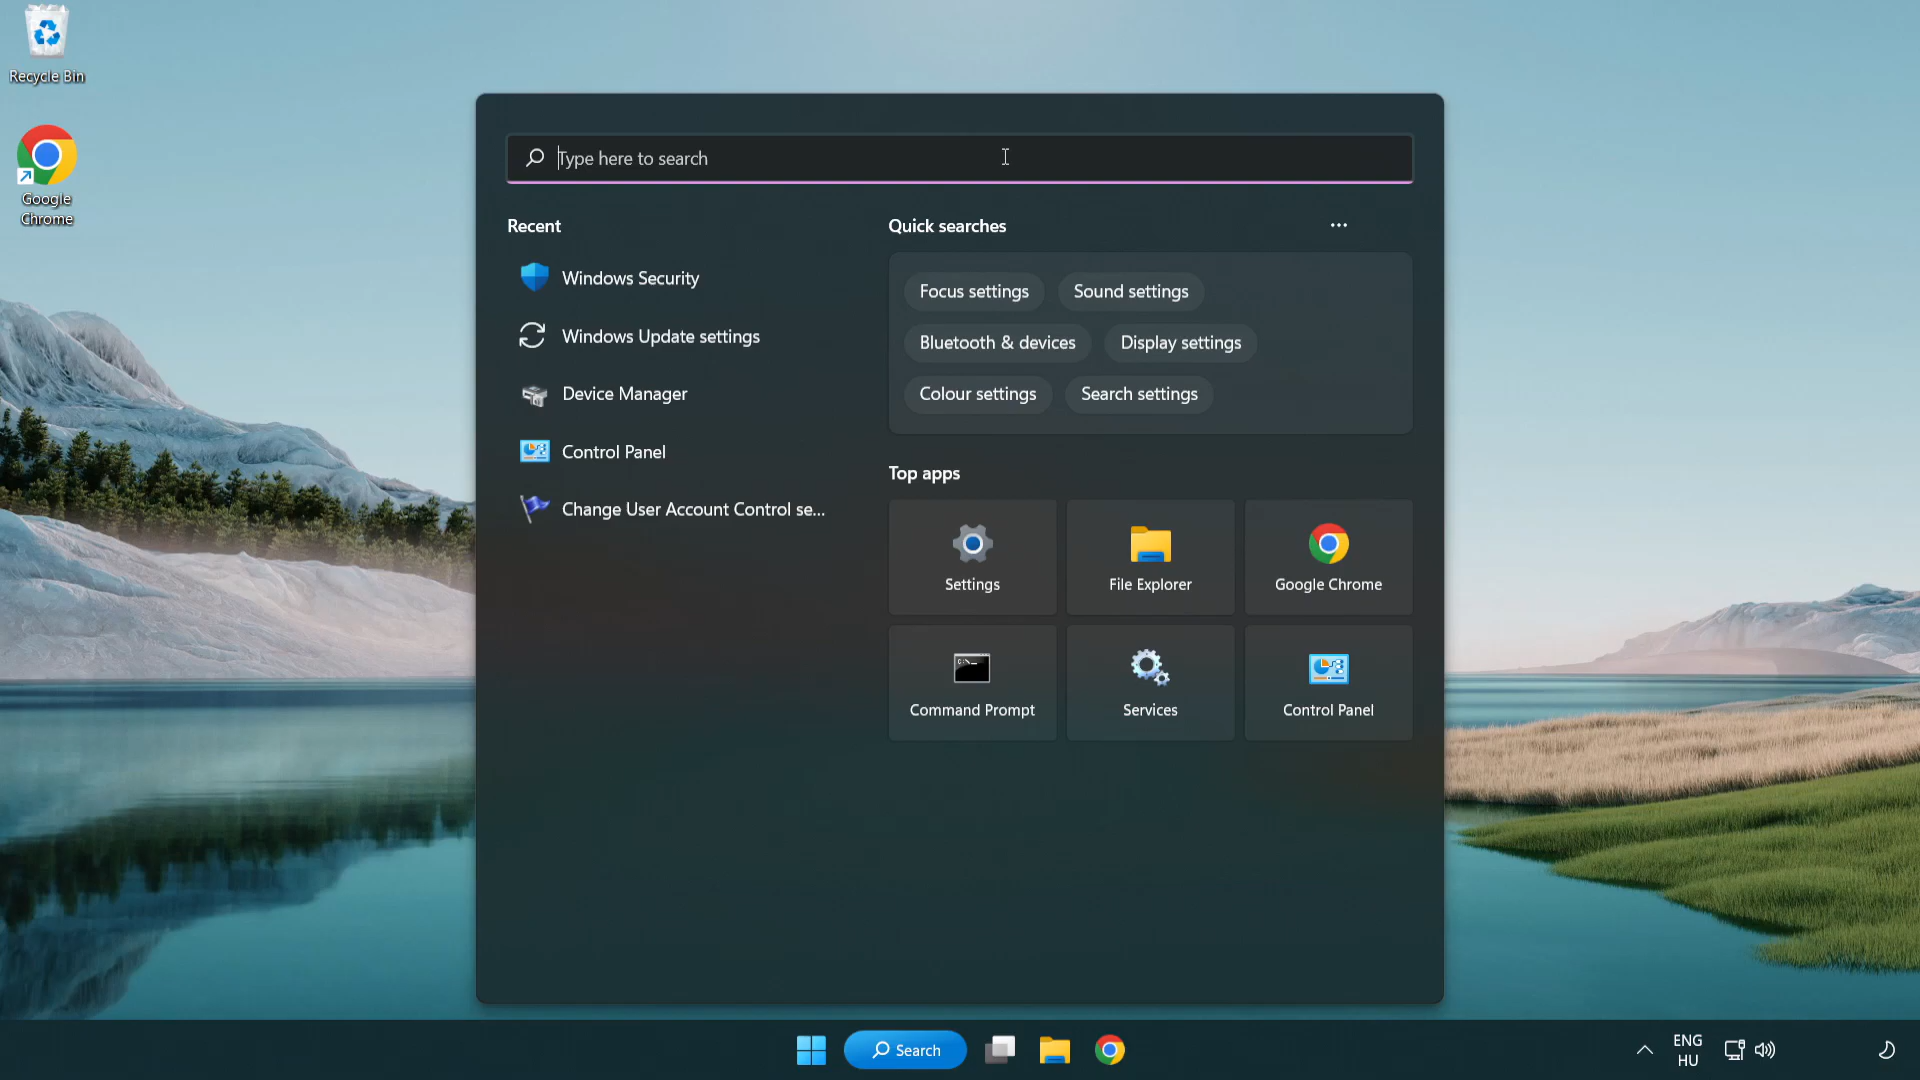 Recycle Bin
Google
Chrome
Type here to search
Recent
Windows Security
Windows Update settings
Device Manager
Control Panel
Change User Account Control se...
Quick searches
Focus settings
Sound settings
Bluetooth & devices
Display settings
Colour settings
Search settings
Top apps
Settings
File Explorer
Google Chrome
Command Prompt
Services
Control Panel
Search
ENG
HU